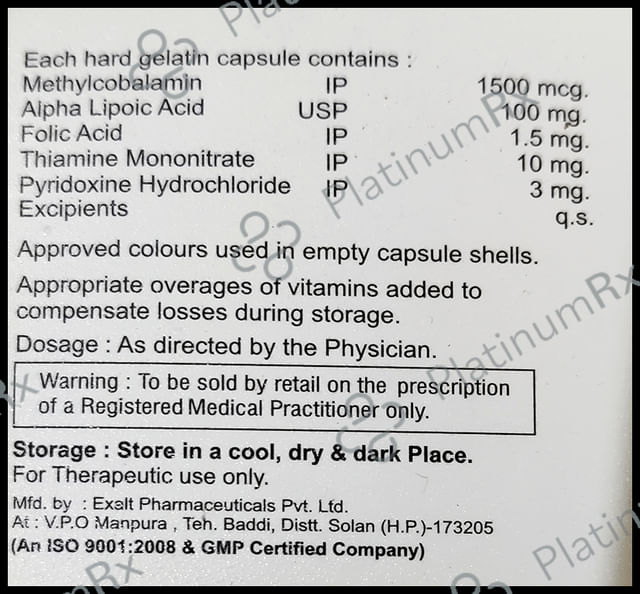 Each hard gelatin capsule contains :
Methylcobalamin IP 1500 mcg.
Alpha Lipoic Acid USP 100 mg.
Folic Acid IP 1.5 mg.
Thiamine Mononitrate IP 10 mg.
Pyridoxine Hydrochloride IP 3 mg.
Excipients q.s.
Approved colours used in empty capsule shells.
Appropriate overages of vitamins added to
compensate losses during storage.
Dosage : As directed by the Physician.
Warning : To be sold by retail on the prescription
of a Registered Medical Practitioner only.
Storage : Store in a cool, dry & dark Place.
For Therapeutic use only.
Mfd. by : Exalt Pharmaceuticals Pvt. Ltd.
At : V.P.O Manpura , Teh. Baddi, Distt. Solan (H.P.)-173205
(An ISO 9001:2008 & GMP Certified Company)
PlatinumRx
PlatinumRx